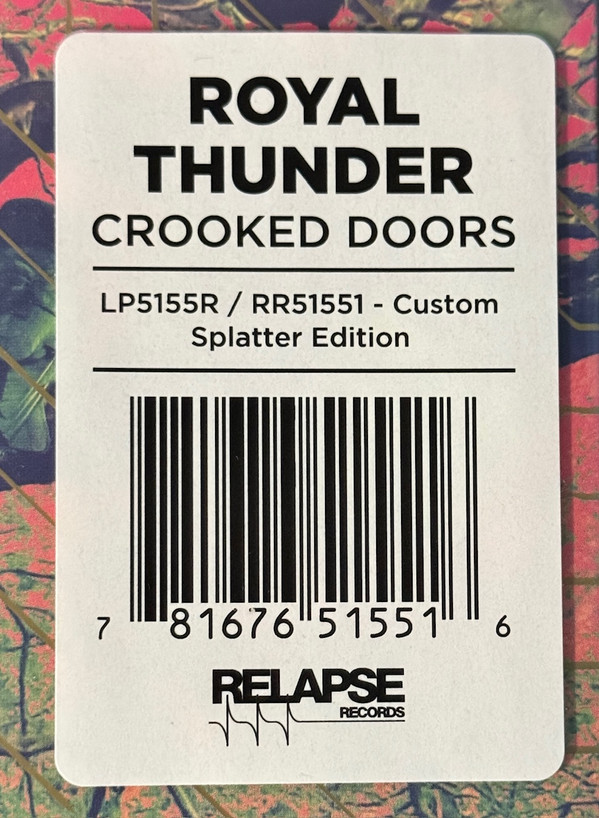 ROYAL
THUNDER
CROOKED DOORS
LP5155R / RR51551 - Custom
Splatter Edition
7 81676 51551 6
RELAPSE
RECORDS